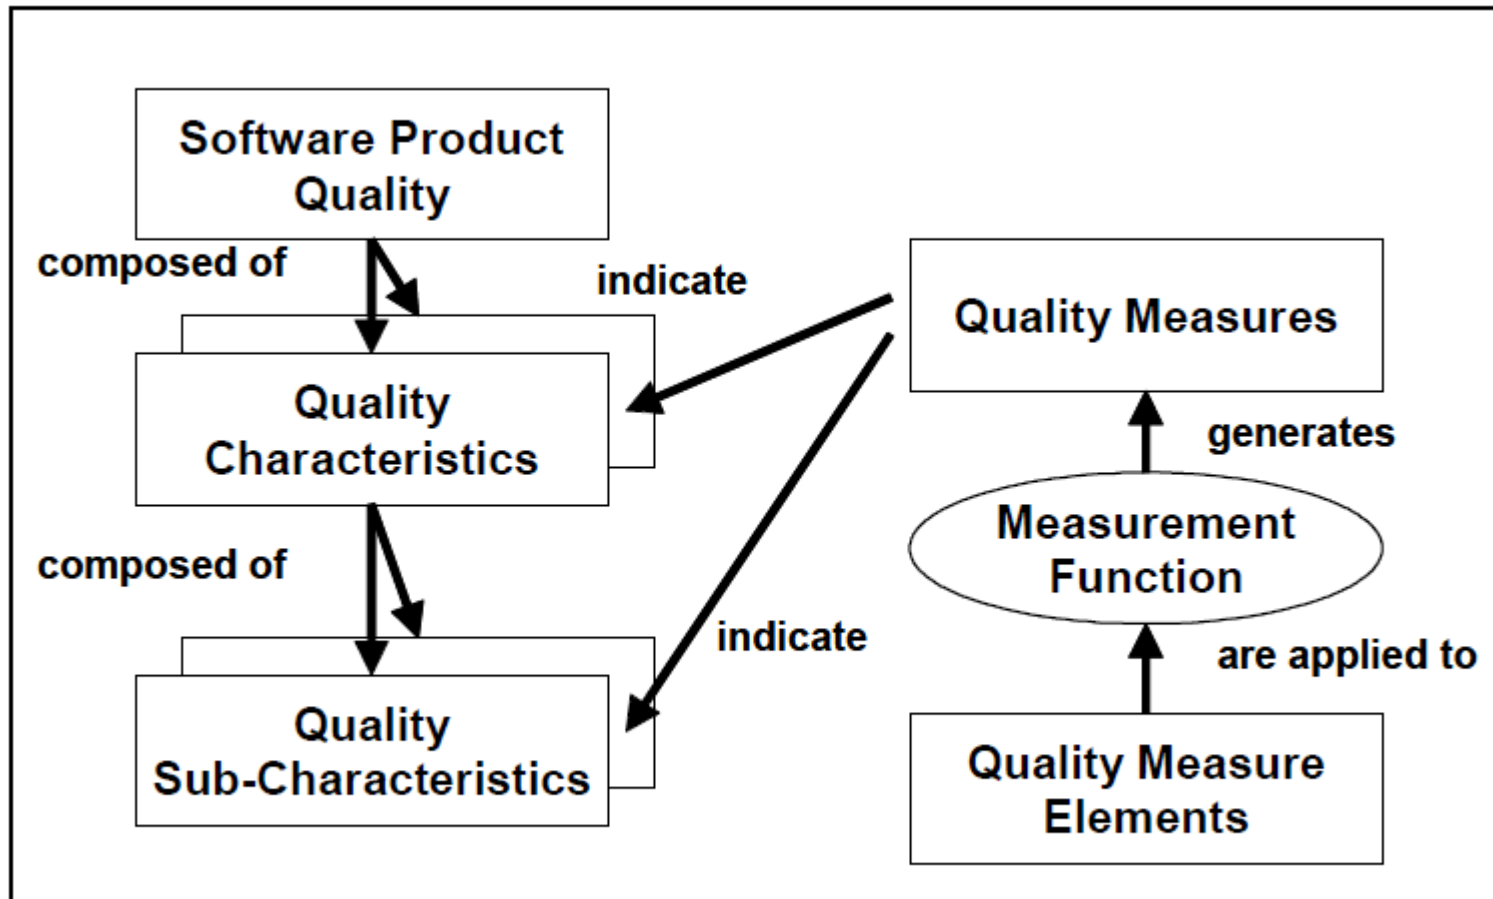 Software Product
Quality
composed of
indicate
Quality Measures
Quality
Characteristics
generates
Measurement
Function
composed of
indicate
are applied to
Quality
Sub-Characteristics
Quality Measure
Elements